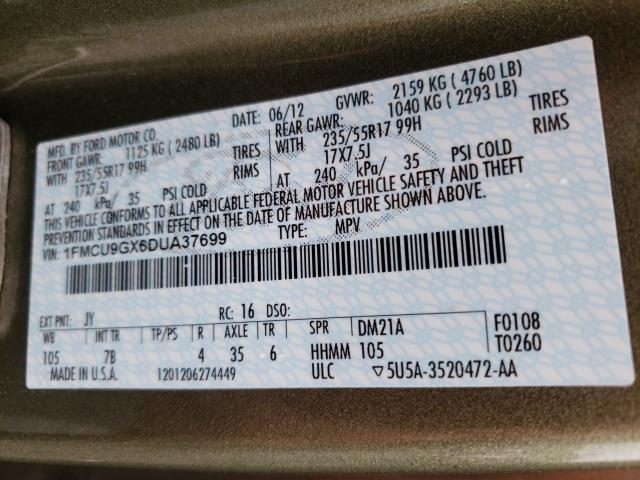 MFD. BY FORD MOTOR CO.
DATE: 06/12 GVWR: 2159 KG ( 4760 LB)
FRONT GAWR: 1125 KG ( 2480 LB)
REAR GAWR: 1040 KG ( 2293 LB)
WITH 235/55R17 99H TIRES
WITH 235/55R17 99H TIRES
17X7.5J RIMS
17X7.5J RIMS
AT 240 kPa/ 35 PSI COLD
AT 240 kPa/ 35 PSI COLD
THIS VEHICLE CONFORMS TO ALL APPLICABLE FEDERAL MOTOR VEHICLE SAFETY AND THEFT
PREVENTION STANDARDS IN EFFECT ON THE DATE OF MANUFACTURE SHOWN ABOVE.
VIN: 1FMCU9GX6DUA37699 TYPE: MPV
EXT PNT: JY RC: 16 DSO:
WB INT TR TP/PS R AXLE TR SPR DM21A F0108
105 7B 4 35 6 HHMM 105 T0260
MADE IN U.S.A. 1201206274449 ULC ▽5U5A-3520472-AA